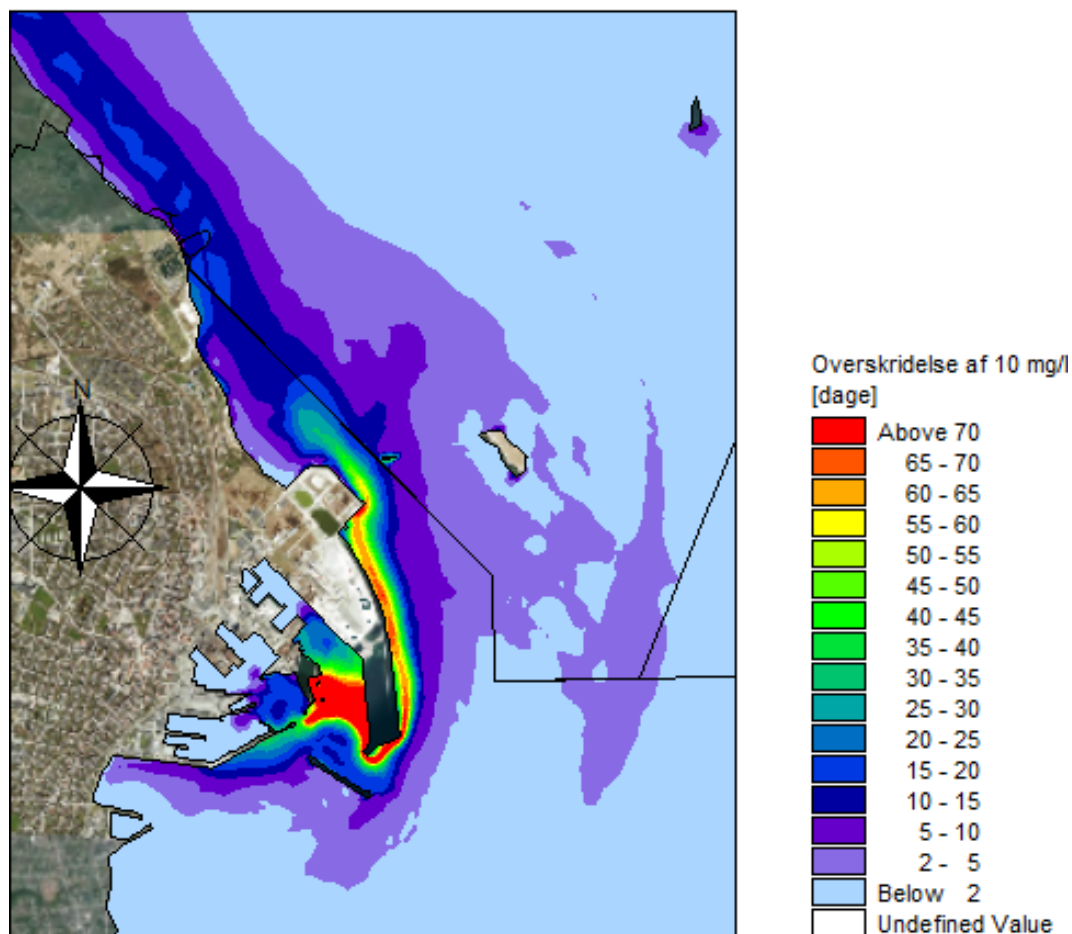 N
Overskridelse af 10 mg/l
[dage]
Above 70
65 - 70
60 - 65
55 - 60
50 - 55
45 - 50
40 - 45
35 - 40
30 - 35
25 - 30
20 - 25
15 - 20
10 - 15
5 - 10
2 - 5
Below 2
Undefined Value